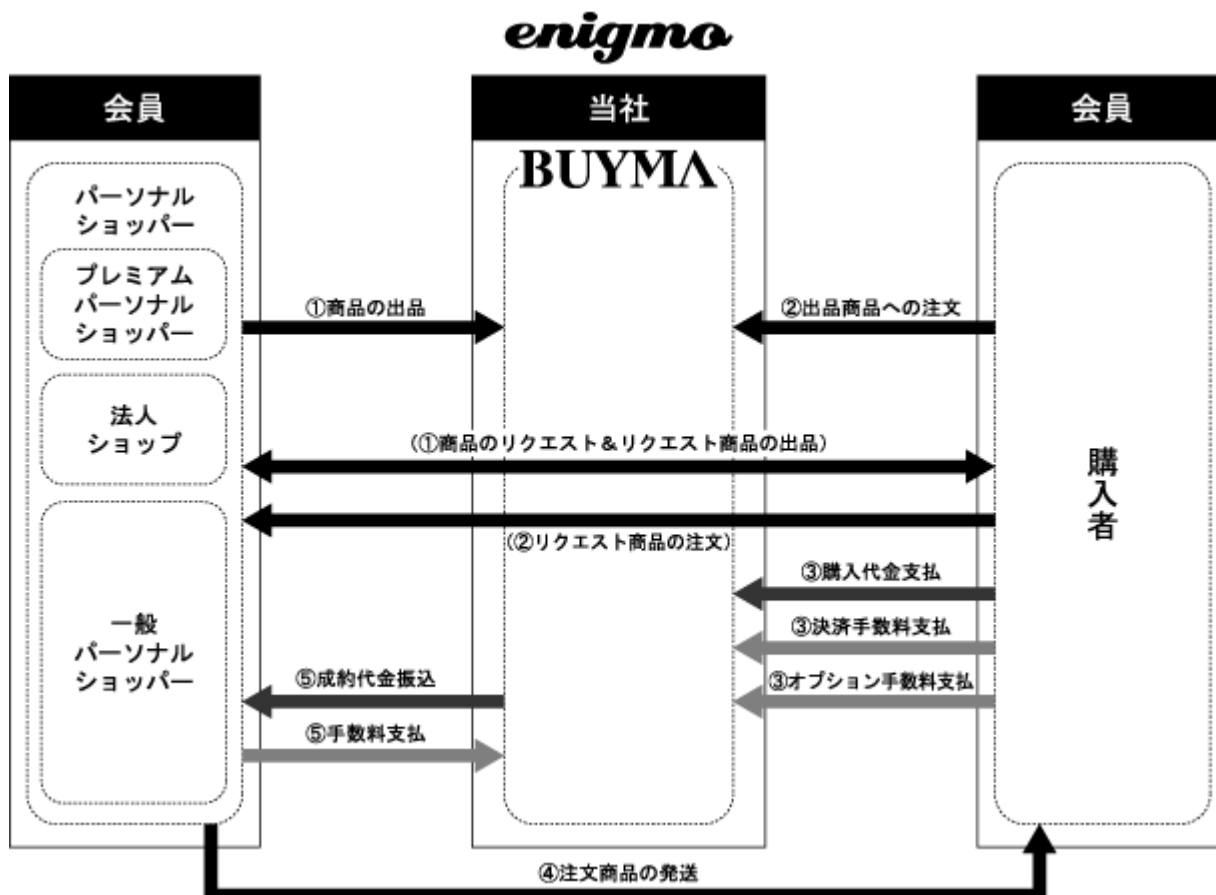 enigmo
会員
当社
会員
BUYMA
パーソナル
ショッパー
プレミアム
パーソナル
ショッパー
①商品の出品
②出品商品への注文
法人
ショップ
(①商品のリクエスト&リクエスト商品の出品)
購入者
(②リクエスト商品の注文)
③購入代金支払
一般
パーソナル
ショッパー
③決済手数料支払
⑤成約代金振込
③オプション手数料支払
⑤手数料支払
④注文商品の発送